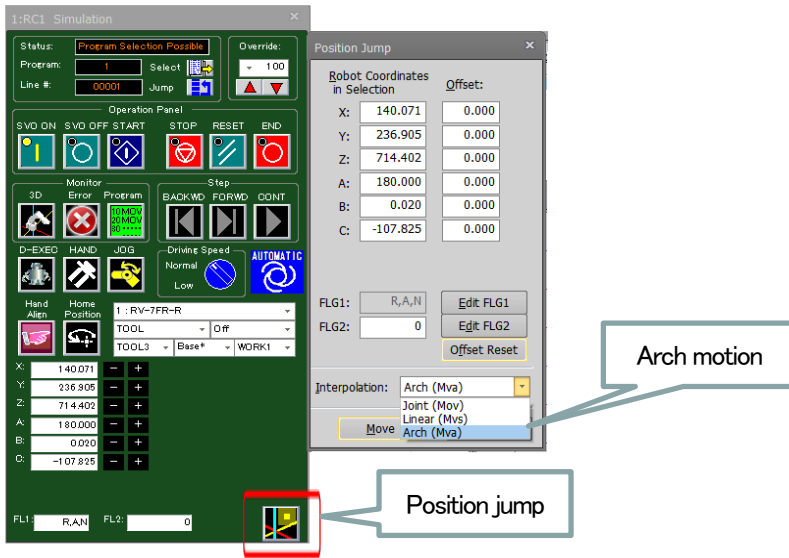 1:RC1 Simulation
Status: Program Selection Possible
Override:
Program: 1 Select
100
Line #: 00001 Jump
Operation Panel
SVO ON SVO OFF START STOP RESET END
Monitor
Step
3D Error Program
BACKWD FORWD CONT
10MOV
20MOV
30 ·····
D-EXEC HAND JOG
Driving Speed
Normal
Low
AUTOMATIC
Hand Align
Home Position
1 : RV-7FR-R
TOOL Off
TOOL3 Base* WORK1
X: 140.071 - +
Y: 236.905 - +
Z: 714.402 - +
A: 180.000 - +
B: 0.020 - +
C: -107.825 - +
FL1: R,A,N FL2: 0
Position Jump
Robot Coordinates in Selection
Offset:
X: 140.071 0.000
Y: 236.905 0.000
Z: 714.402 0.000
A: 180.000 0.000
B: 0.020 0.000
C: -107.825 0.000
FLG1: R,A,N Edit FLG1
FLG2: 0 Edit FLG2
Offset Reset
Interpolation: Arch (Mva)
Joint (Mov)
Linear (Mvs)
Arch (Mva)
Move
Arch motion
Position jump